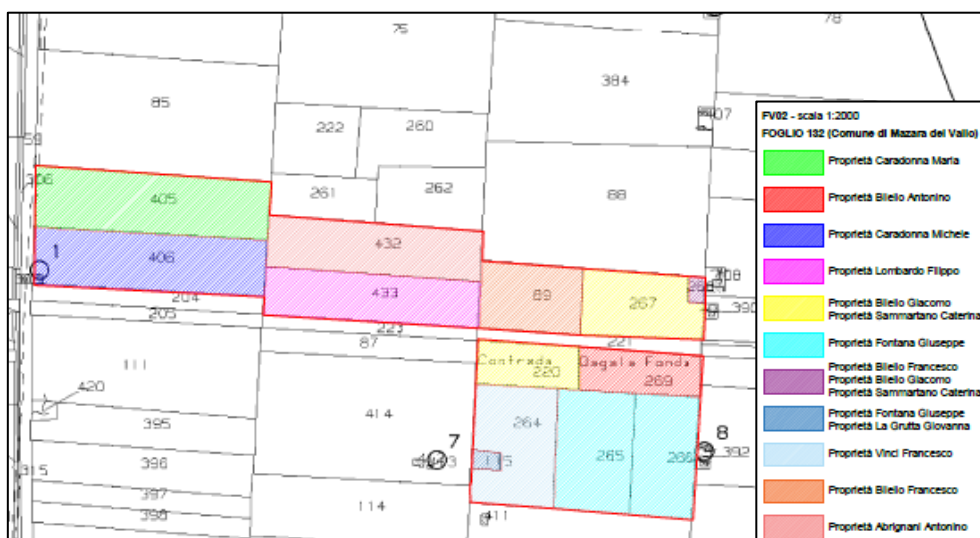 75
78
384
85
222
260
407
59
261
262
88
306
405
432
406
1
433
89
267
268
208
390
204
205
223
87
221
111
Contrada
220
Dagala Fonda
269
420
414
264
395
7
8
392
396
115
265
266
315
397
398
114
411
FV02 - scala 1:2000
FOGLIO 132 (Comune di Mazara del Vallo)
Proprietà Caradonna Maria
Proprietà Bilello Antonino
Proprietà Caradonna Michele
Proprietà Lombardo Filippo
Proprietà Bilello Giacomo
Proprietà Sammartano Caterina
Proprietà Fontana Giuseppe
Proprietà Bilello Francesco
Proprietà Bilello Giacomo
Proprietà Sammartano Caterina
Proprietà Fontana Giuseppe
Proprietà La Grutta Giovanna
Proprietà Vinci Francesco
Proprietà Bilello Francesco
Proprietà Abrignani Antonino